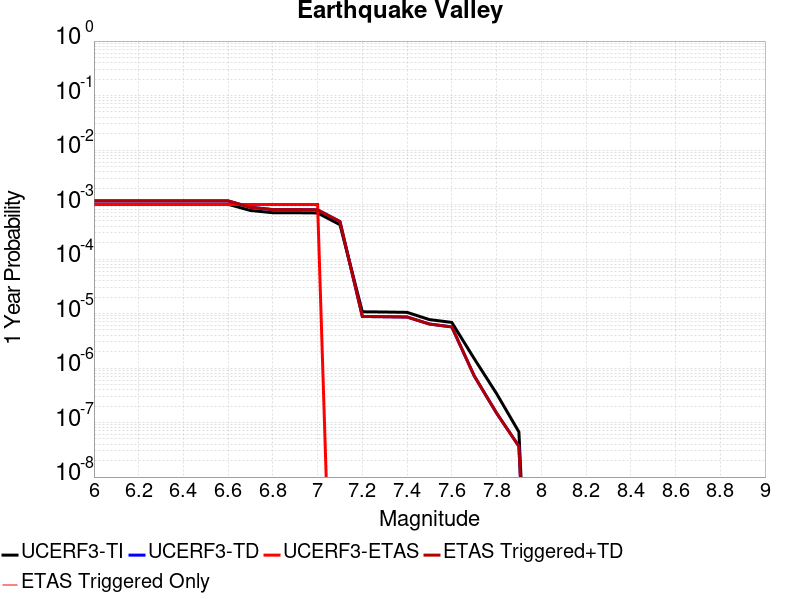 Earthquake Valley
1 Year Probability
10^0
10^-1
10^-2
10^-3
10^-4
10^-5
10^-6
10^-7
10^-8
6 6.2 6.4 6.6 6.8 7 7.2 7.4 7.6 7.8 8 8.2 8.4 8.6 8.8 9
Magnitude
UCERF3-TI UCERF3-TD UCERF3-ETAS ETAS Triggered+TD
ETAS Triggered Only